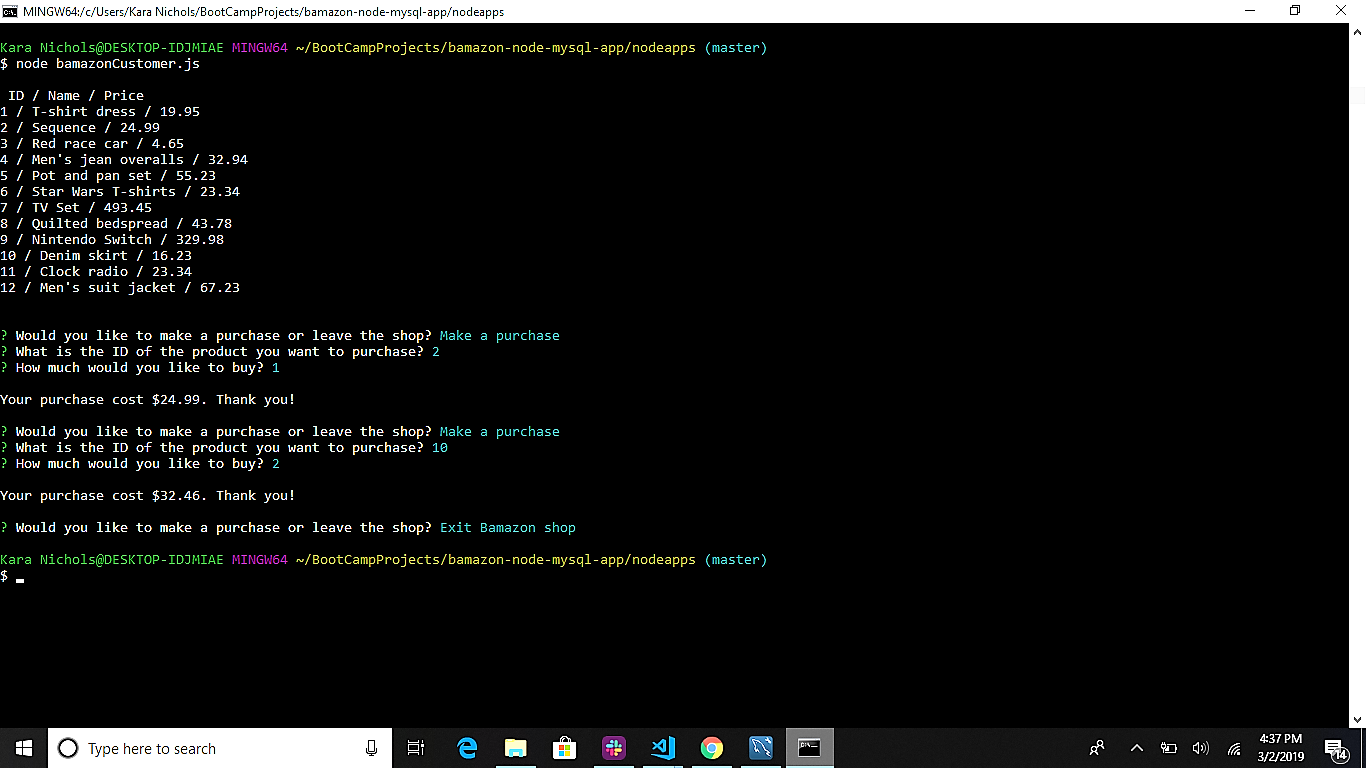 MINGW64:/c/Users/Kara Nichols/BootCampProjects/bamazon-node-mysql-app/nodeapps
Kara Nichols@DESKTOP-IDJMIAE MINGW64 ~/BootCampProjects/bamazon-node-mysql-app/nodeapps (master)
$ node bamazonCustomer.js
ID / Name / Price
1 / T-shirt dress / 19.95
2 / Sequence / 24.99
3 / Red race car / 4.65
4 / Men's jean overalls / 32.94
5 / Pot and pan set / 55.23
6 / Star Wars T-shirts / 23.34
7 / TV Set / 493.45
8 / Quilted bedspread / 43.78
9 / Nintendo Switch / 329.98
10 / Denim skirt / 16.23
11 / Clock radio / 23.34
12 / Men's suit jacket / 67.23
? Would you like to make a purchase or leave the shop? Make a purchase
? What is the ID of the product you want to purchase? 2
? How much would you like to buy? 1
Your purchase cost $24.99. Thank you!
? Would you like to make a purchase or leave the shop? Make a purchase
? What is the ID of the product you want to purchase? 10
? How much would you like to buy? 2
Your purchase cost $32.46. Thank you!
? Would you like to make a purchase or leave the shop? Exit Bamazon shop
Kara Nichols@DESKTOP-IDJMIAE MINGW64 ~/BootCampProjects/bamazon-node-mysql-app/nodeapps (master)
$
Type here to search
4:37 PM
3/2/2019
14